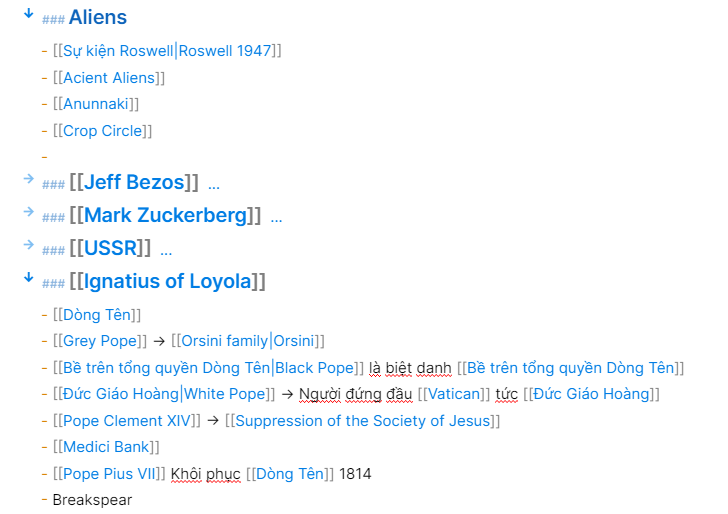 ### Aliens
- [[Sự kiện Roswell|Roswell 1947]]
- [[Acient Aliens]]
- [[Anunnaki]]
- [[Crop Circle]]
-
### [[Jeff Bezos]] ...
### [[Mark Zuckerberg]] ...
### [[USSR]] ...
### [[Ignatius of Loyola]]
- [[Dòng Tên]]
- [[Grey Pope]] → [[Orsini family|Orsini]]
- [[Bề trên tổng quyền Dòng Tên|Black Pope]] là biệt danh [[Bề trên tổng quyền Dòng Tên]]
- [[Đức Giáo Hoàng|White Pope]] → Người đứng đầu [[Vatican]] tức [[Đức Giáo Hoàng]]
- [[Pope Clement XIV]] → [[Suppression of the Society of Jesus]]
- [[Medici Bank]]
- [[Pope Pius VII]] Khôi phục [[Dòng Tên]] 1814
- Breakspear